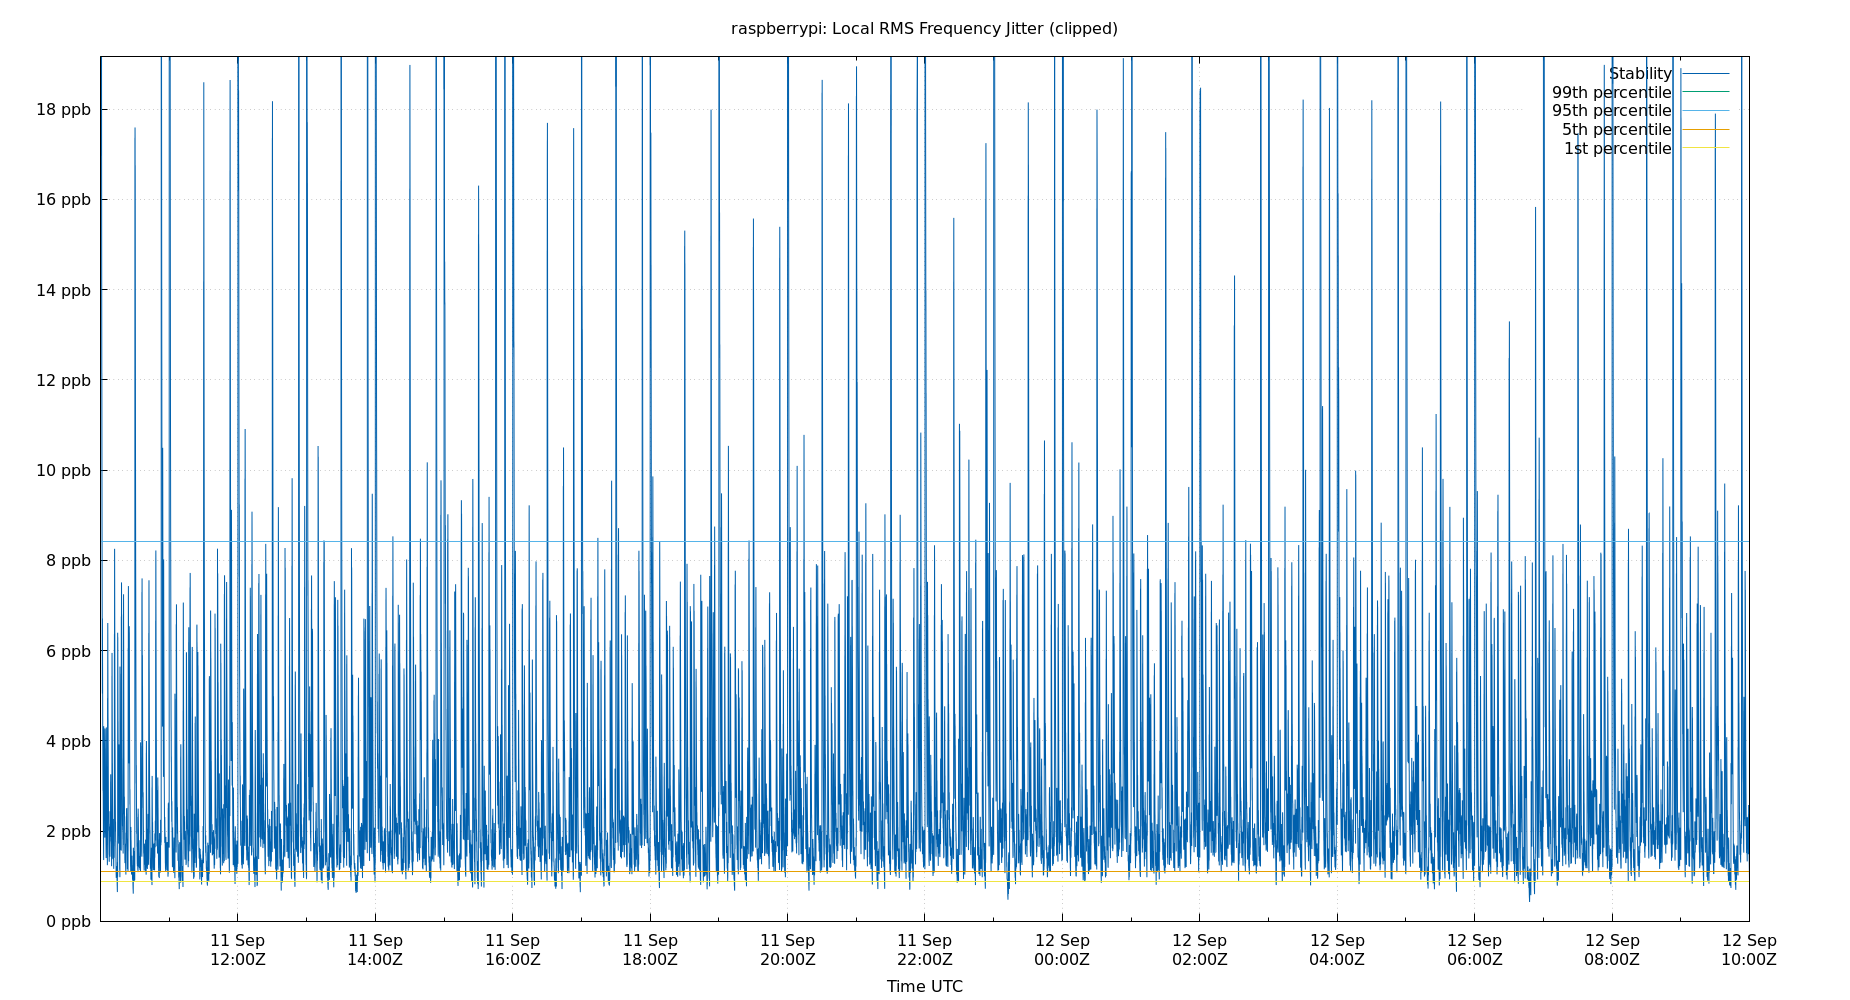 raspberrypi: Local RMS Frequency Jitter (clipped)
Stability
99th percentile
95th percentile
5th percentile
1st percentile
18 ppb
16 ppb
14 ppb
12 ppb
10 ppb
8 ppb
6 ppb
4 ppb
2 ppb
0 ppb
11 Sep 11 Sep 11 Sep 11 Sep 11 Sep 11 Sep 12 Sep 12 Sep 12 Sep 12 Sep 12 Sep 12 Sep
12:00Z 14:00Z 16:00Z 18:00Z 20:00Z 22:00Z 00:00Z 02:00Z 04:00Z 06:00Z 08:00Z 10:00Z
Time UTC